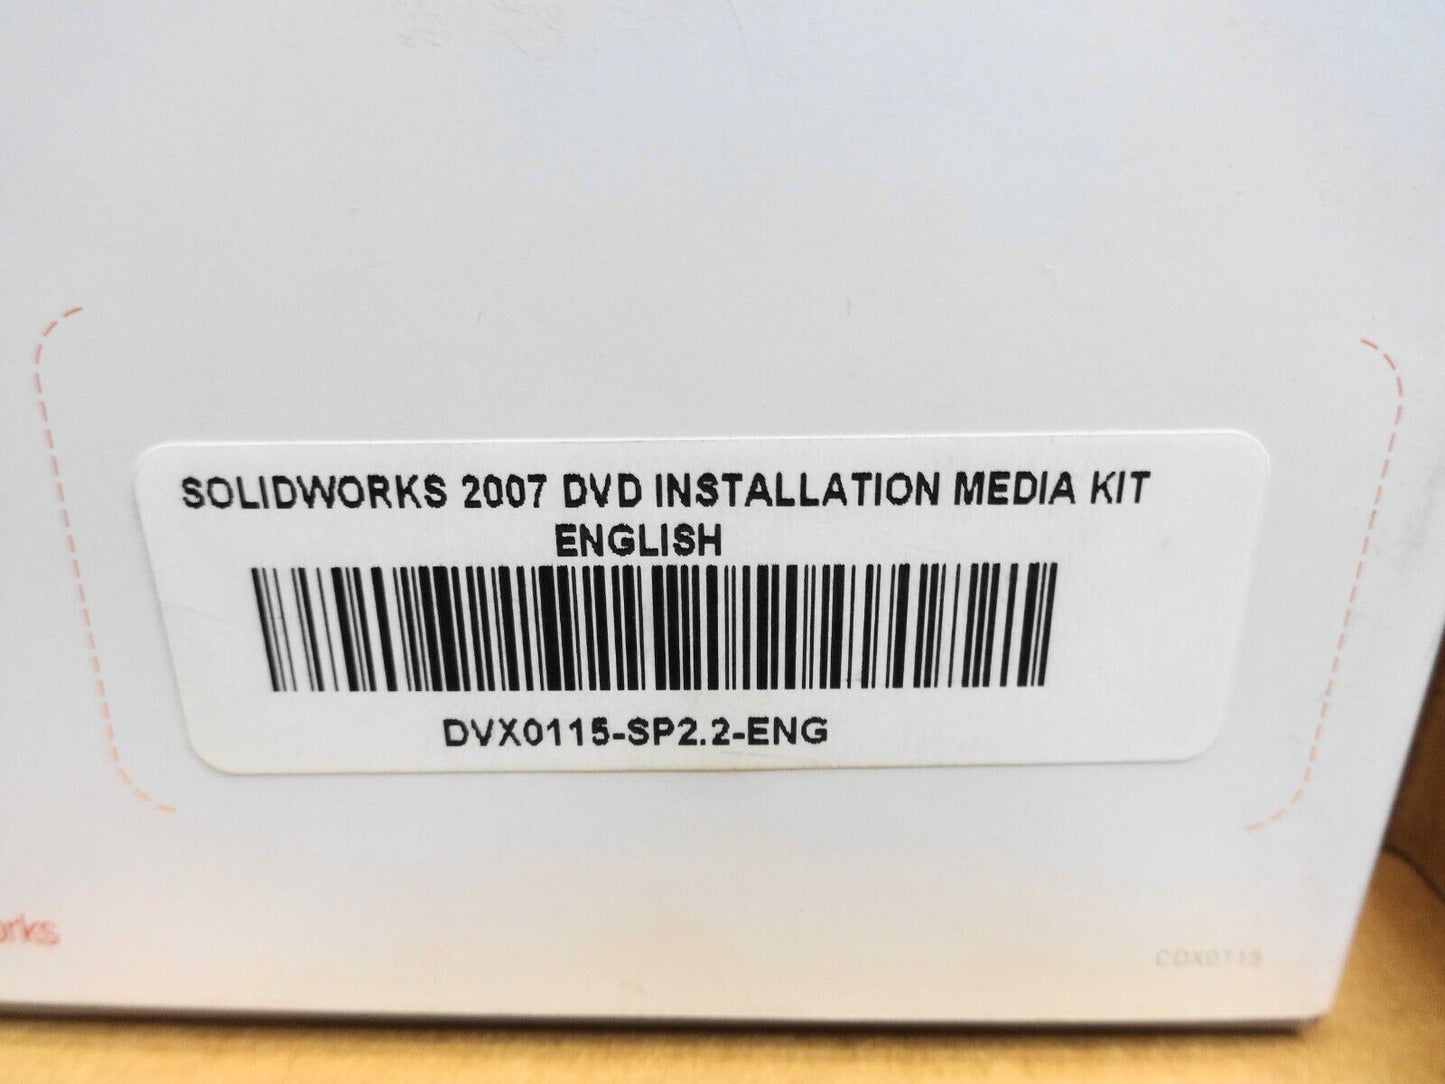 SOLIDWORKS 2007 DVD INSTALLATION MEDIA KIT
ENGLISH
DVX0115-SP2.2-ENG
orks
CDX0115